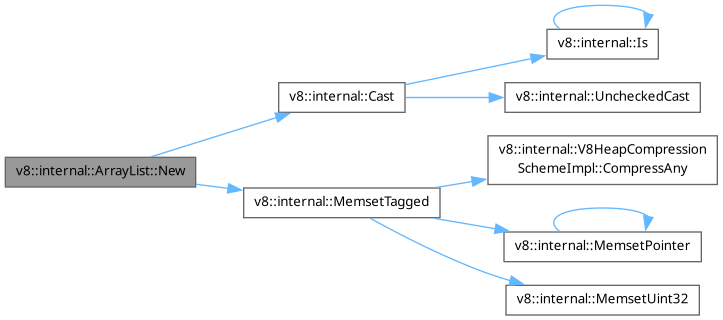 v8::internal::Is
v8::internal::Cast
v8::internal::UncheckedCast
v8::internal::V8HeapCompression
SchemeImpl::CompressAny
v8::internal::ArrayList::New
v8::internal::MemsetTagged
v8::internal::MemsetPointer
v8::internal::MemsetUint32